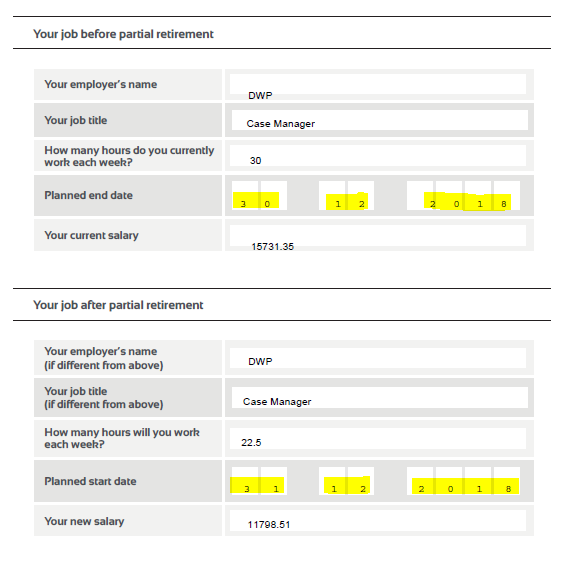 Your job before partial retirement
Your employer's name DWP
Your job title Case Manager
How many hours do you currently
work each week? 30
Planned end date 3 0 1 2 2 0 1 8
Your current salary 15731.35
Your job after partial retirement
Your employer's name
(if different from above) DWP
Your job title
(if different from above) Case Manager
How many hours will you work
each week? 22.5
Planned start date 3 1 1 2 2 0 1 8
Your new salary 11798.51